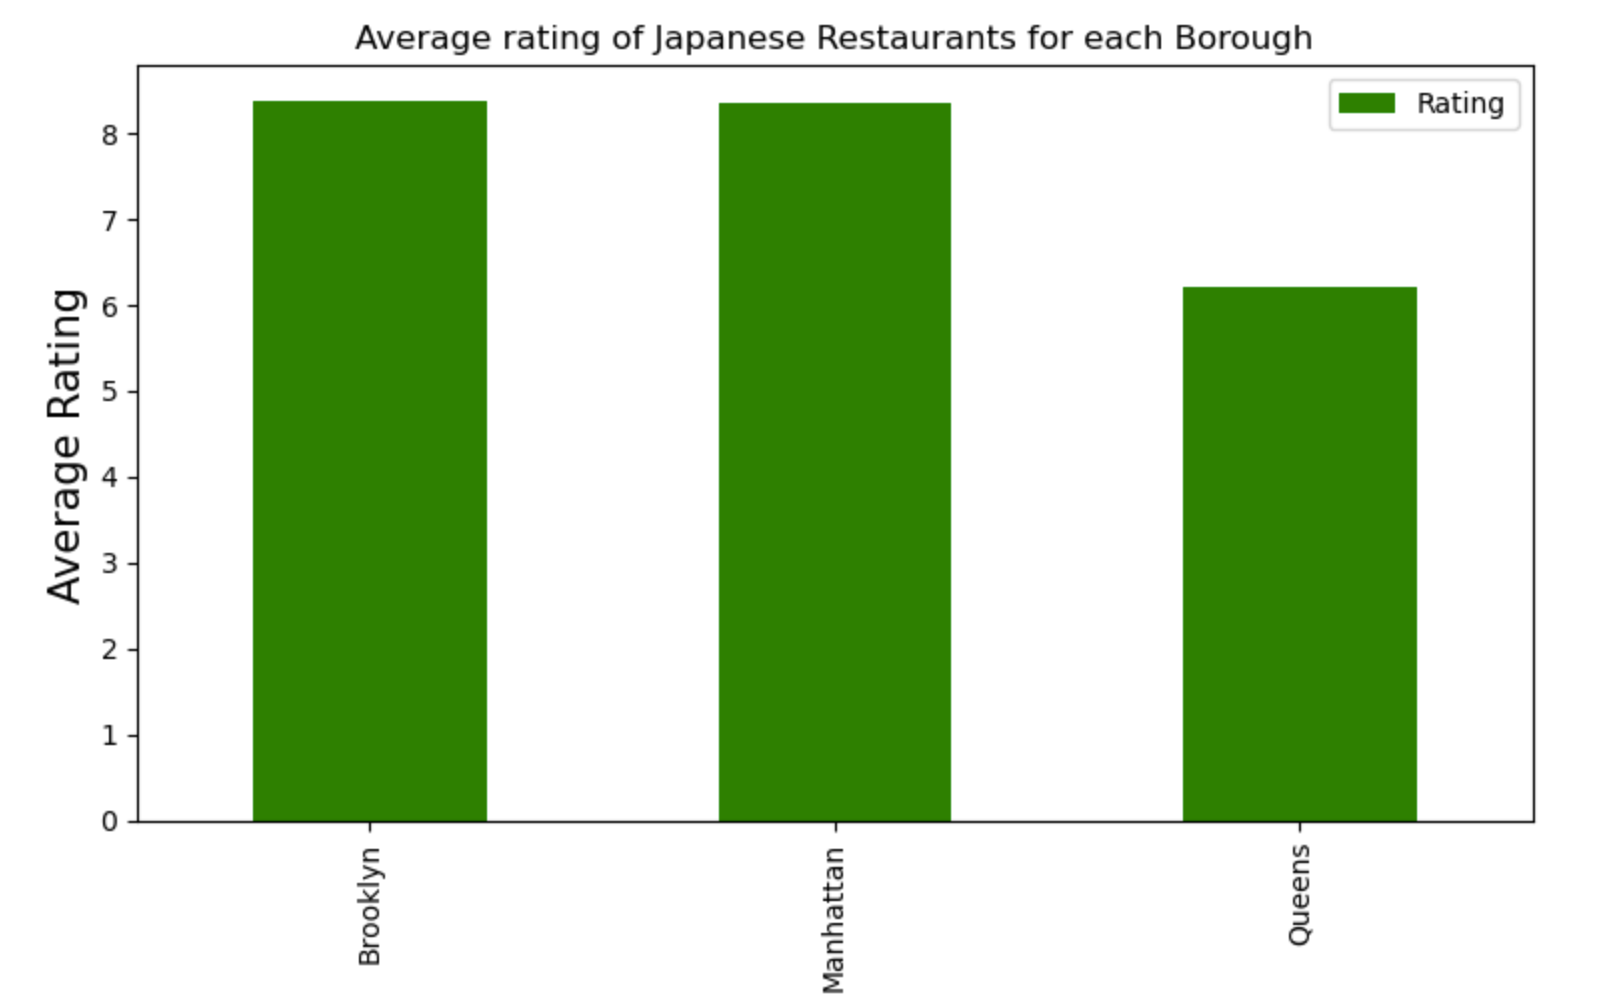 Average rating of Japanese Restaurants for each Borough
Rating
Average Rating
8
7
6
5
4
3
2
1
0
Brooklyn
Manhattan
Queens